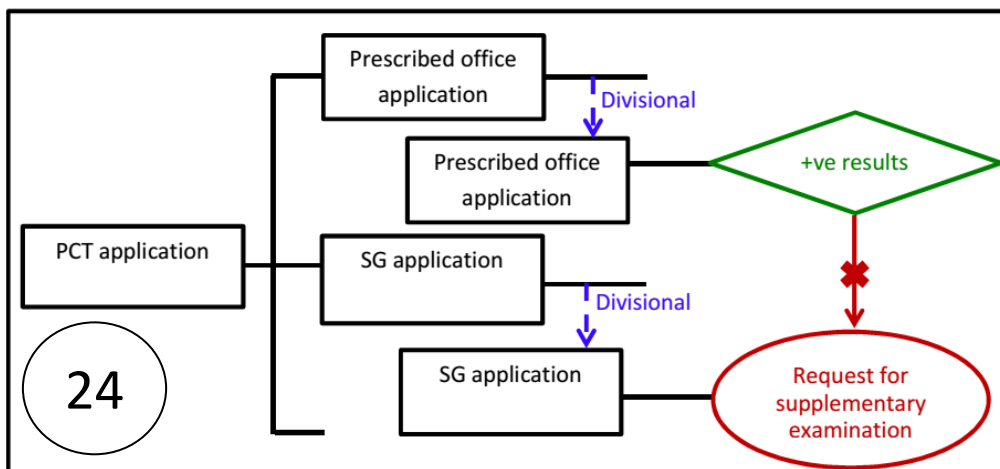 Prescribed office
application
Divisional
Prescribed office
application
+ve results
PCT application
SG application
Divisional
SG application
Request for
supplementary
examination
24